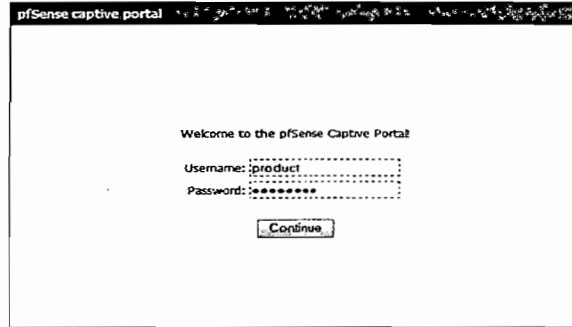 pfSense captive portal
Welcome to the pfSense Captive Portal!
Username: product
Password: ••••••••
Continue